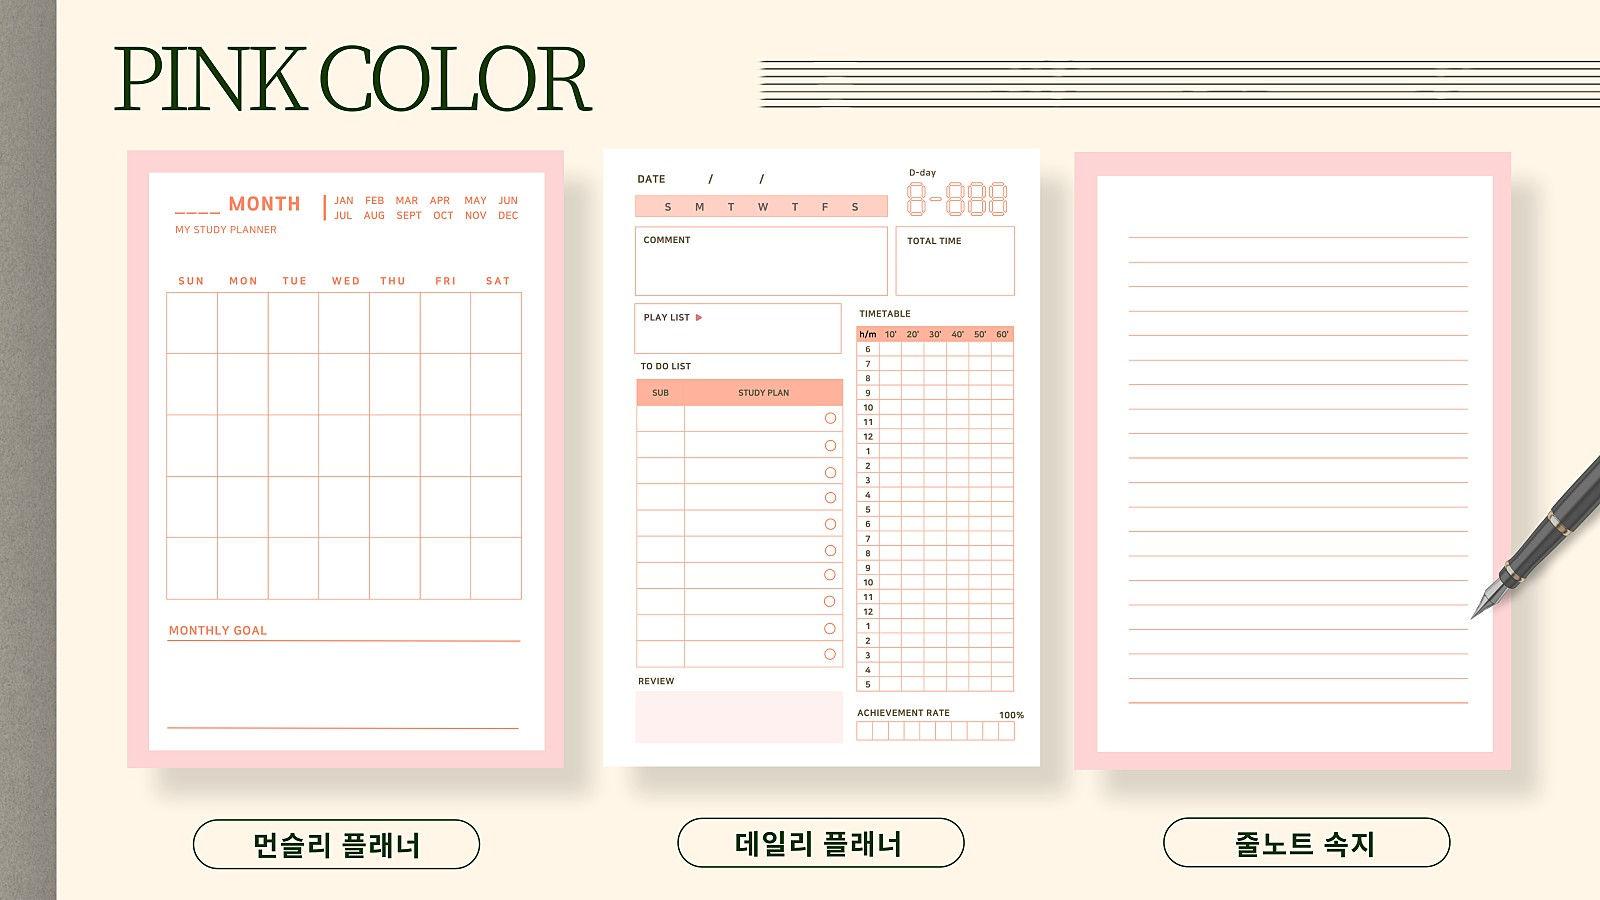 PINK COLOR
____ MONTH
JAN FEB MAR APR MAY JUN
JUL AUG SEPT OCT NOV DEC
MY STUDY PLANNER
SUN MON TUE WED THU FRI SAT
MONTHLY GOAL
DATE / /
S M T W T F S
D-day
8-888
COMMENT
TOTAL TIME
PLAY LIST ▶
TO DO LIST
SUB STUDY PLAN
REVIEW
TIMETABLE
h/m 10' 20' 30' 40' 50' 60'
6
7
8
9
10
11
12
1
2
3
4
5
6
7
8
9
10
11
12
1
2
3
4
5
ACHIEVEMENT RATE 100%
먼슬리 플래너
데일리 플래너
줄노트 속지